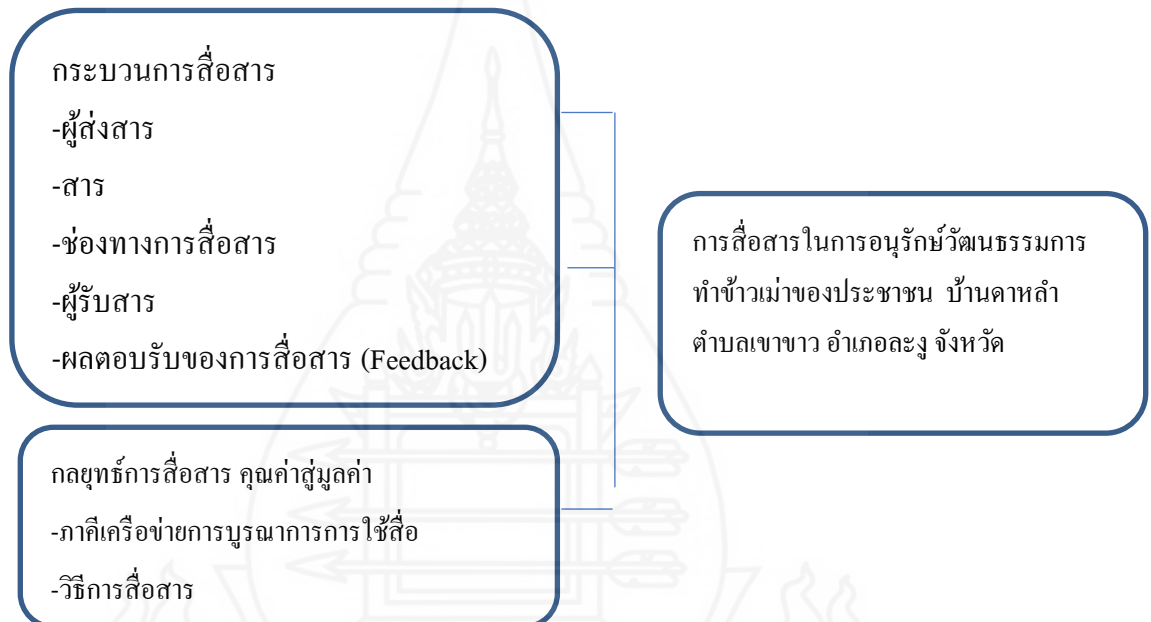 กระบวนการสื่อสาร
-ผู้ส่งสาร
-สาร
-ช่องทางการสื่อสาร
-ผู้รับสาร
-ผลตอบรับของการสื่อสาร (Feedback)
กลยุทธ์การสื่อสาร คุณค่าสู่มูลค่า
-ภาคีเครือข่ายการบูรณาการการใช้สื่อ
-วิธีการสื่อสาร
การสื่อสารในการอนุรักษ์วัฒนธรรมการ
ทำข้าวเม่าของประชาชน บ้านดาหลำ
ตำบลเขาขาว อำเภอละงู จังหวัด